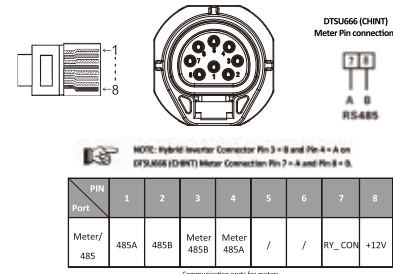 DTSU666 (CHINT)
Meter Pin connection
1
8
7 8
A B
RS485
NOTE: Hybrid Inverter Connector Pin 3 = B and Pin 4 = A on
DTSU666 (CHINT) Meter Connection Pin 7 = A and Pin 8 = B.
PIN
Port
1 2 3 4 5 6 7 8
Meter/
485
485A 485B Meter
485B Meter
485A / / RY_CON +12V
Communication ports for meters